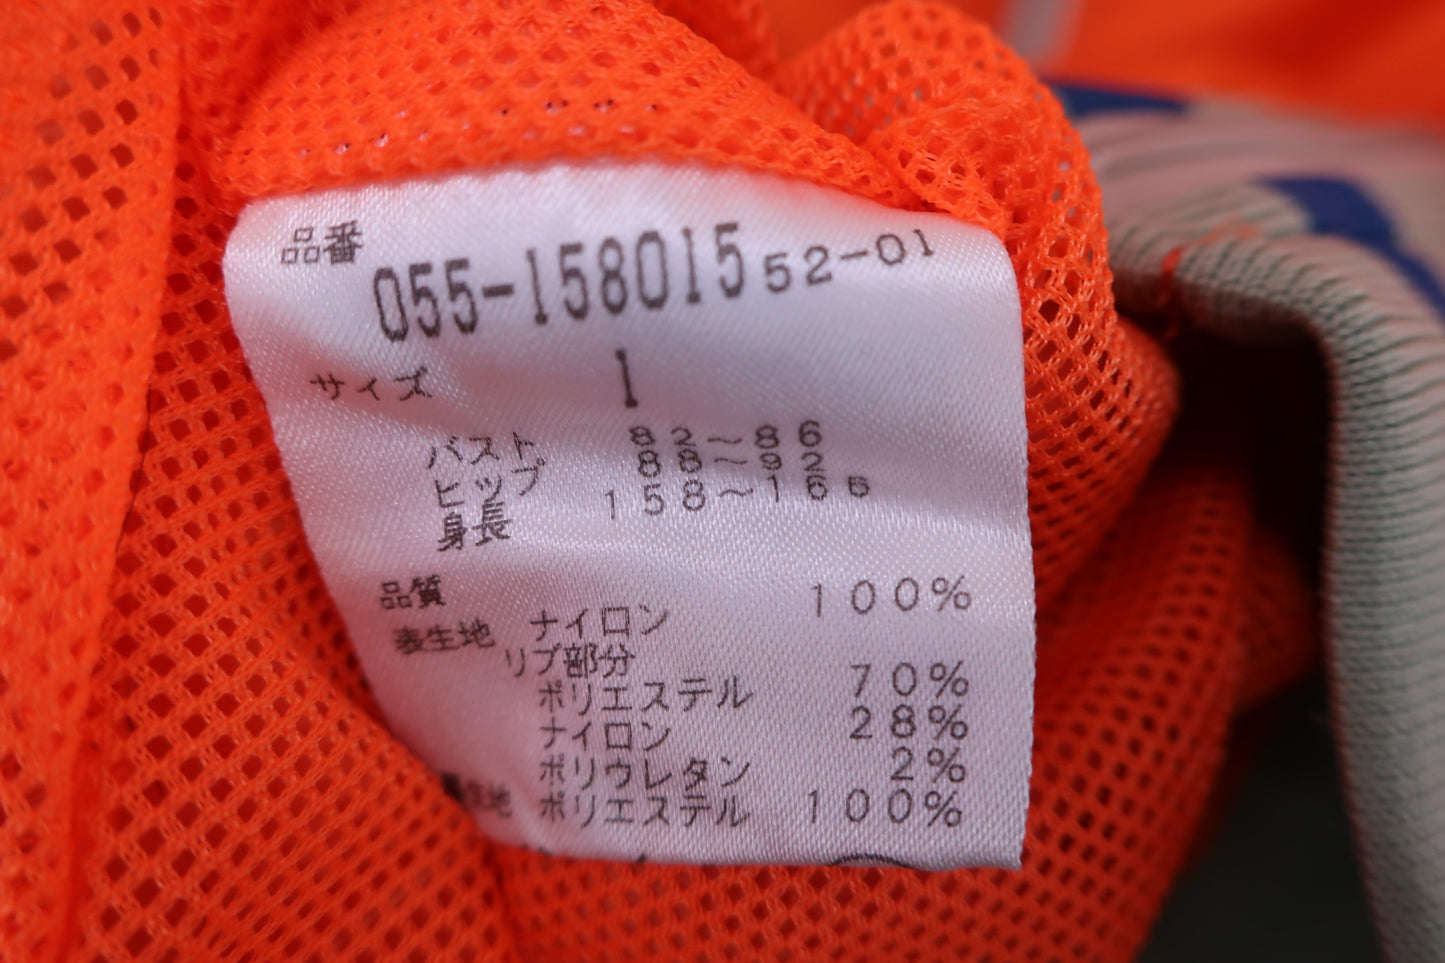 品番 055-158015 52-01
サイズ 1
バスト 82～86
ヒップ 88～92
身長 158～166
品質
表生地 ナイロン 100%
リブ部分
ポリエステル 70%
ナイロン 28%
ポリウレタン 2%
生地 ポリエステル 100%